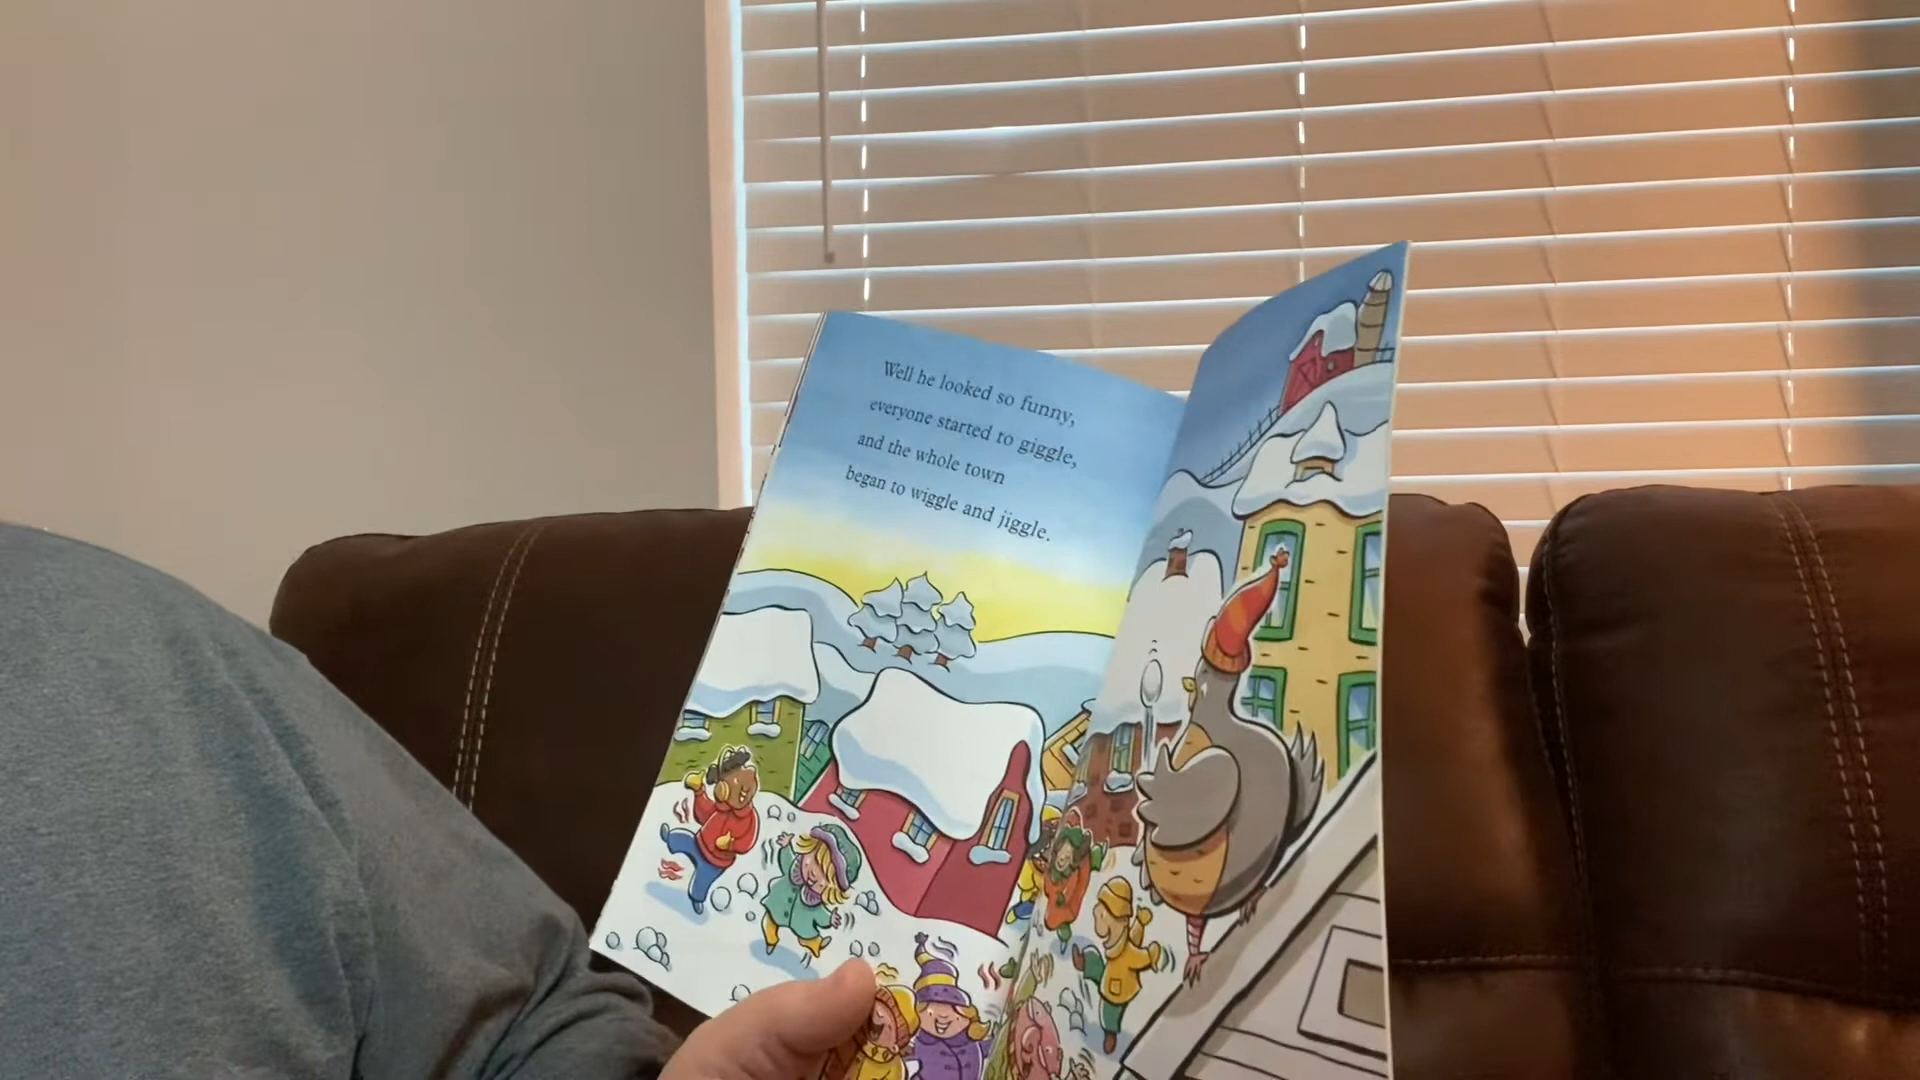 Well he looked so funny,
everyone started to giggle,
and the whole town
began to wiggle and jiggle.